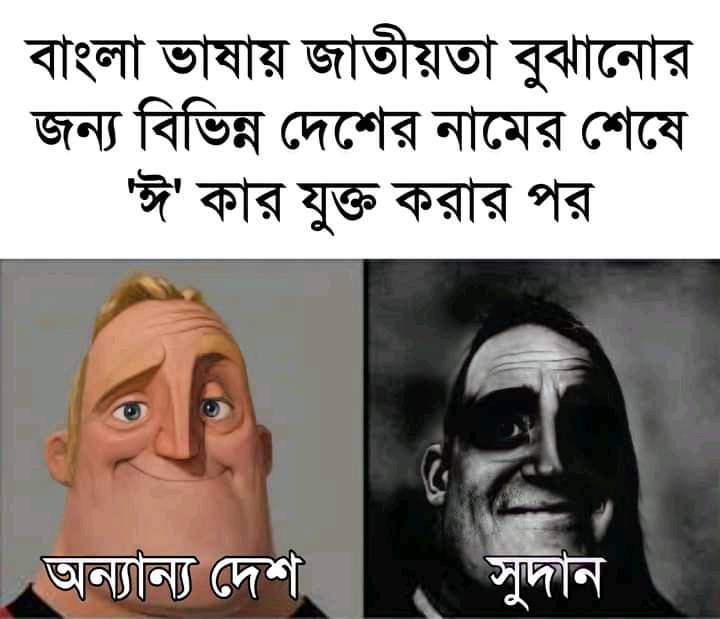 বাংলা ভাষায় জাতীয়তা বুঝানোর
জন্য বিভিন্ন দেশের নামের শেষে
'ঈ' কার যুক্ত করার পর
অন্যান্য দেশ
সুদান